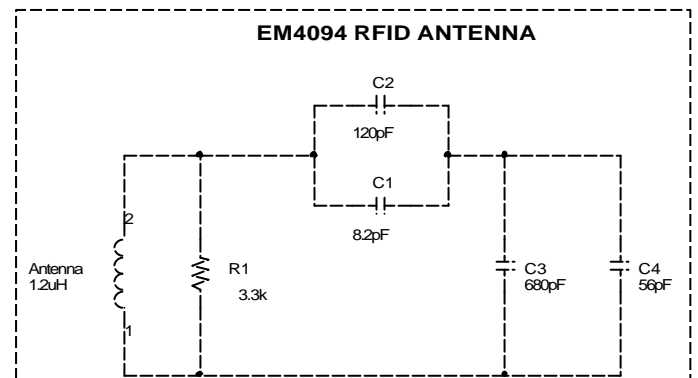 EM4094 RFID ANTENNA
C2
120pF
C1
8.2pF
2
Antenna
1.2uH
R1
3.3k
C3
680pF
C4
56pF
1